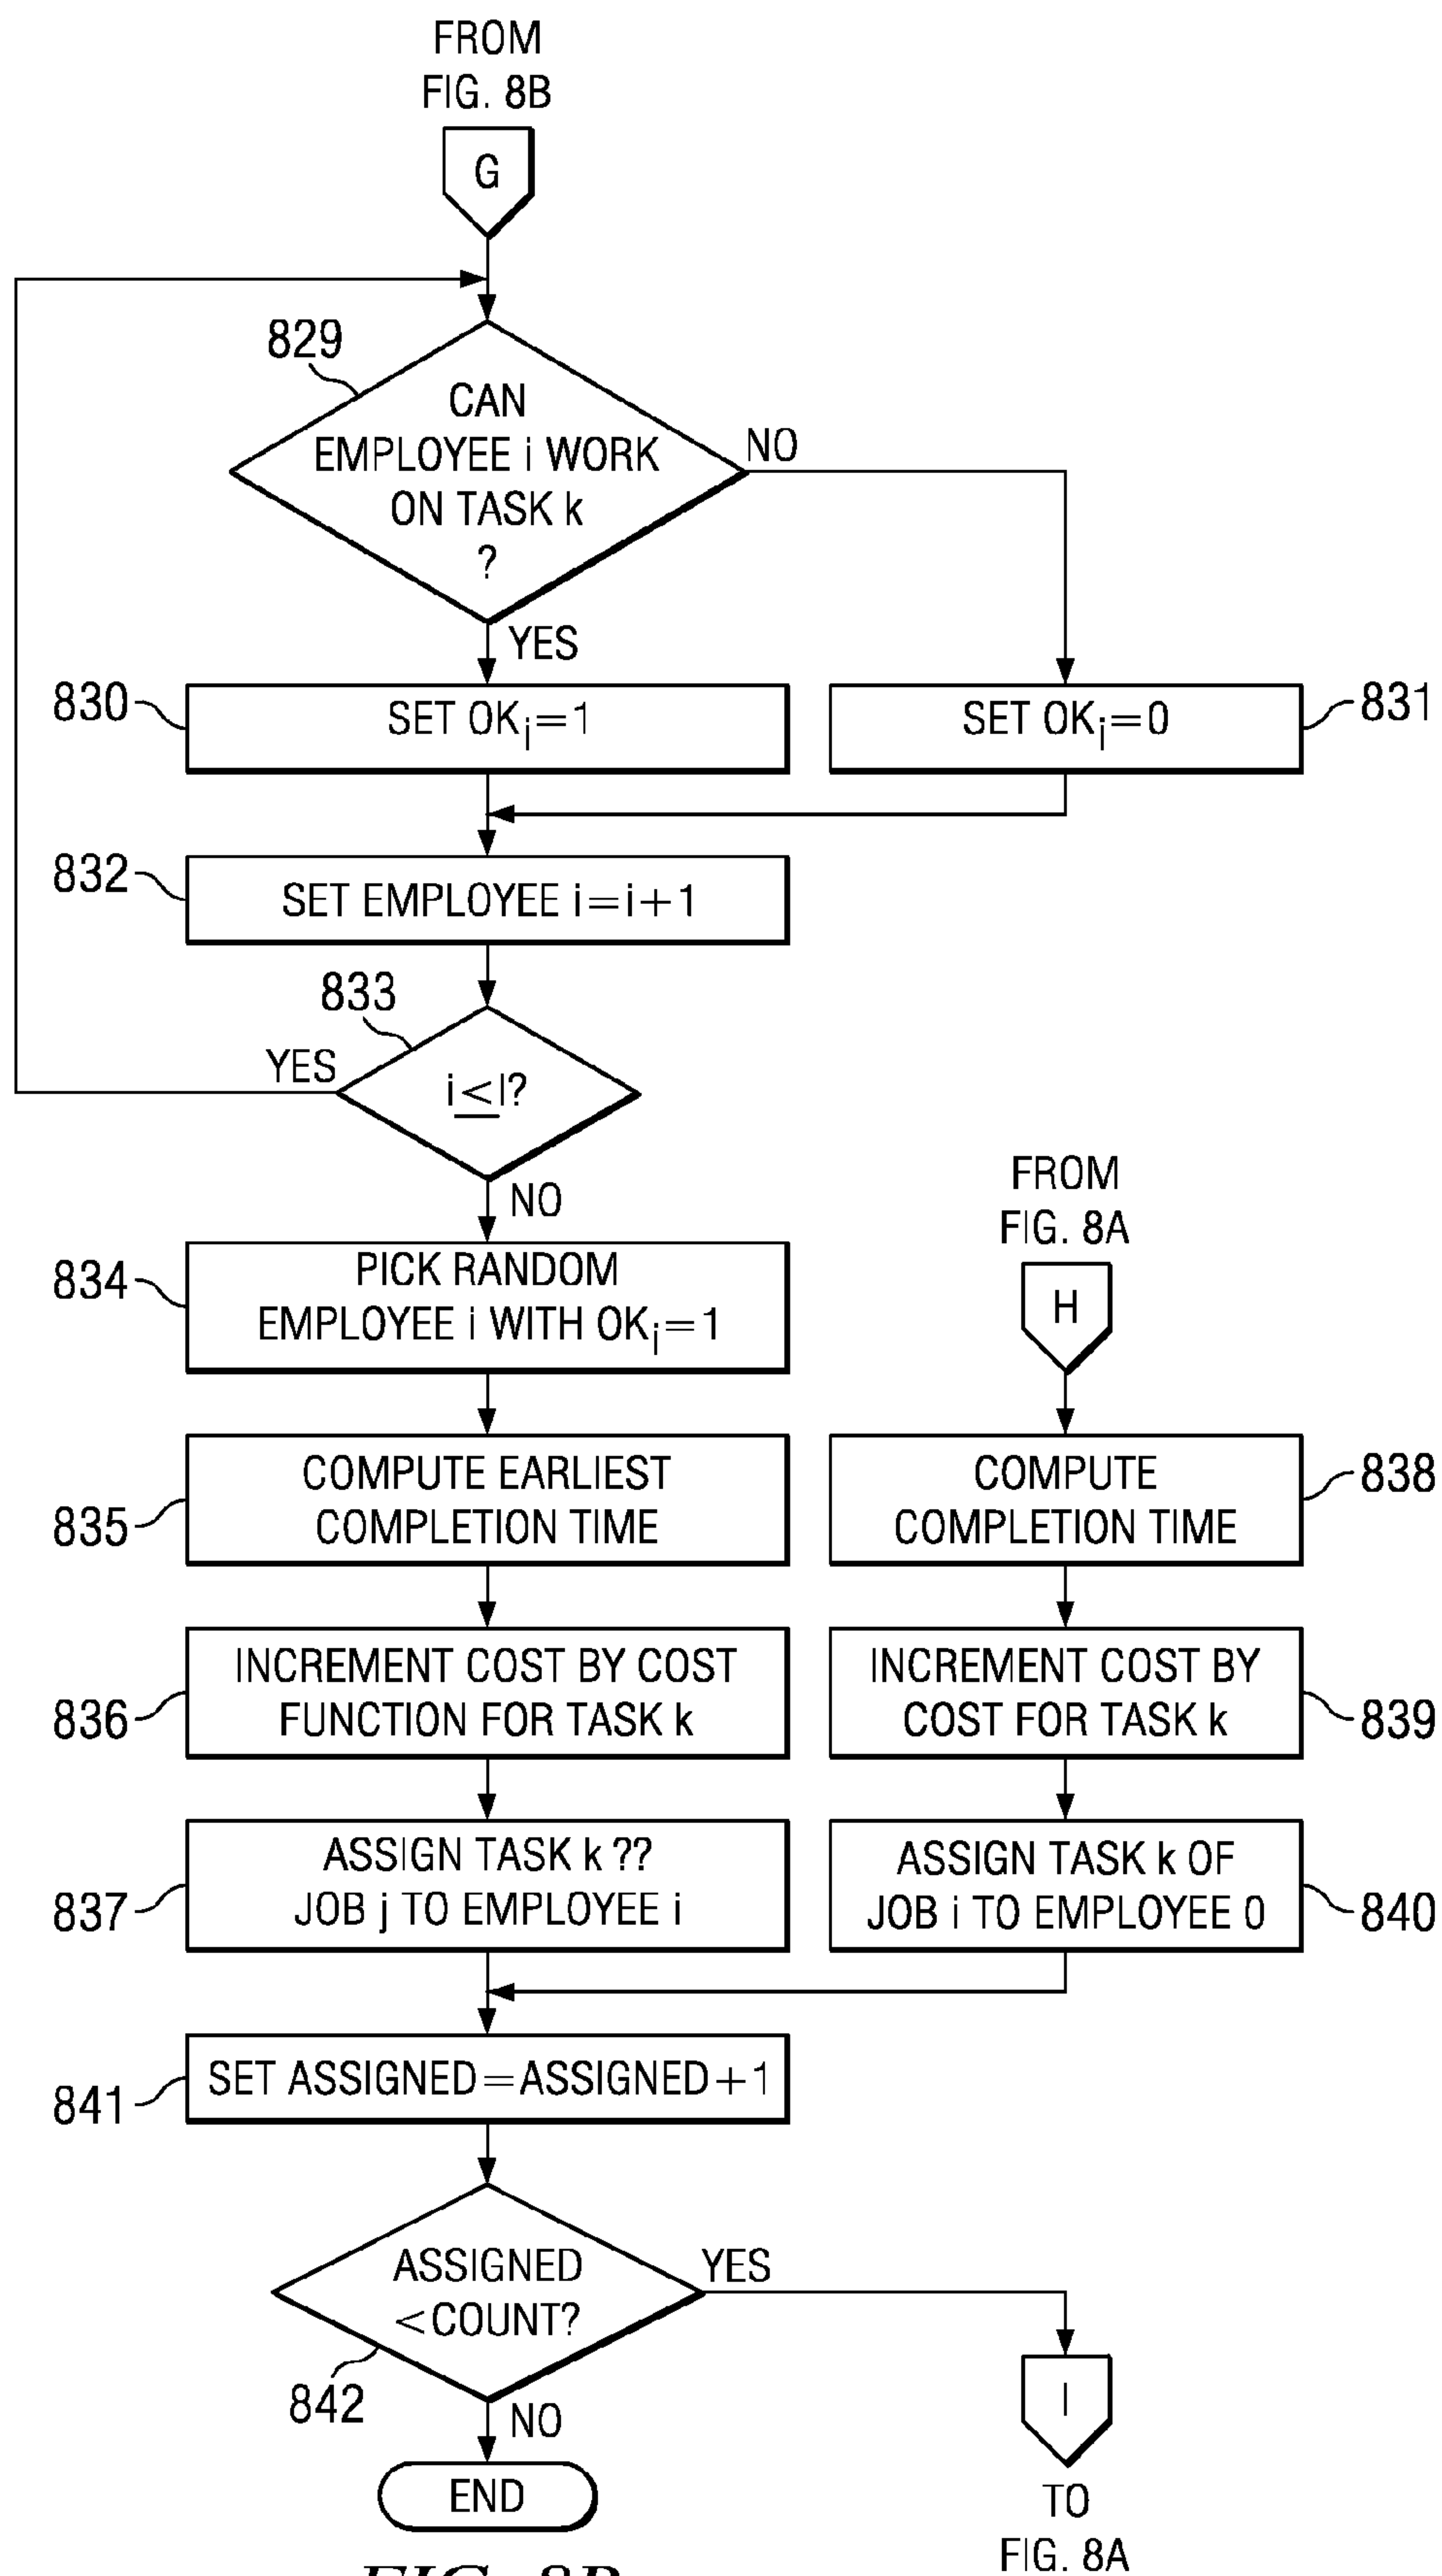 FROM
FIG. 8B
G
829
CAN
EMPLOYEE i WORK
ON TASK k
?
NO
YES
830
SET OKi=1
SET OKi=0
831
832
SET EMPLOYEE i=i+1
833
YES
i≤I?
NO
834
PICK RANDOM
EMPLOYEE i WITH OKi=1
FROM
FIG. 8A
H
835
COMPUTE EARLIEST
COMPLETION TIME
COMPUTE
COMPLETION TIME
838
836
INCREMENT COST BY COST
FUNCTION FOR TASK k
INCREMENT COST BY
COST FOR TASK k
839
837
ASSIGN TASK k ??
JOB j TO EMPLOYEE i
ASSIGN TASK k OF
JOB i TO EMPLOYEE 0
840
841
SET ASSIGNED=ASSIGNED+1
ASSIGNED
<COUNT?
YES
842
NO
END
I
TO
FIG. 8A